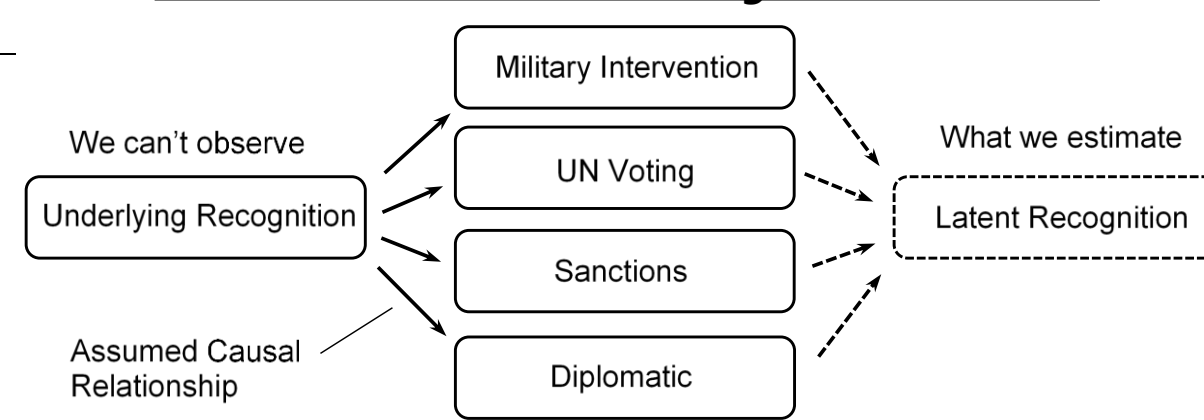 We can't observe
Underlying Recognition
Assumed Causal
Relationship
Military Intervention
UN Voting
Sanctions
Diplomatic
What we estimate
Latent Recognition